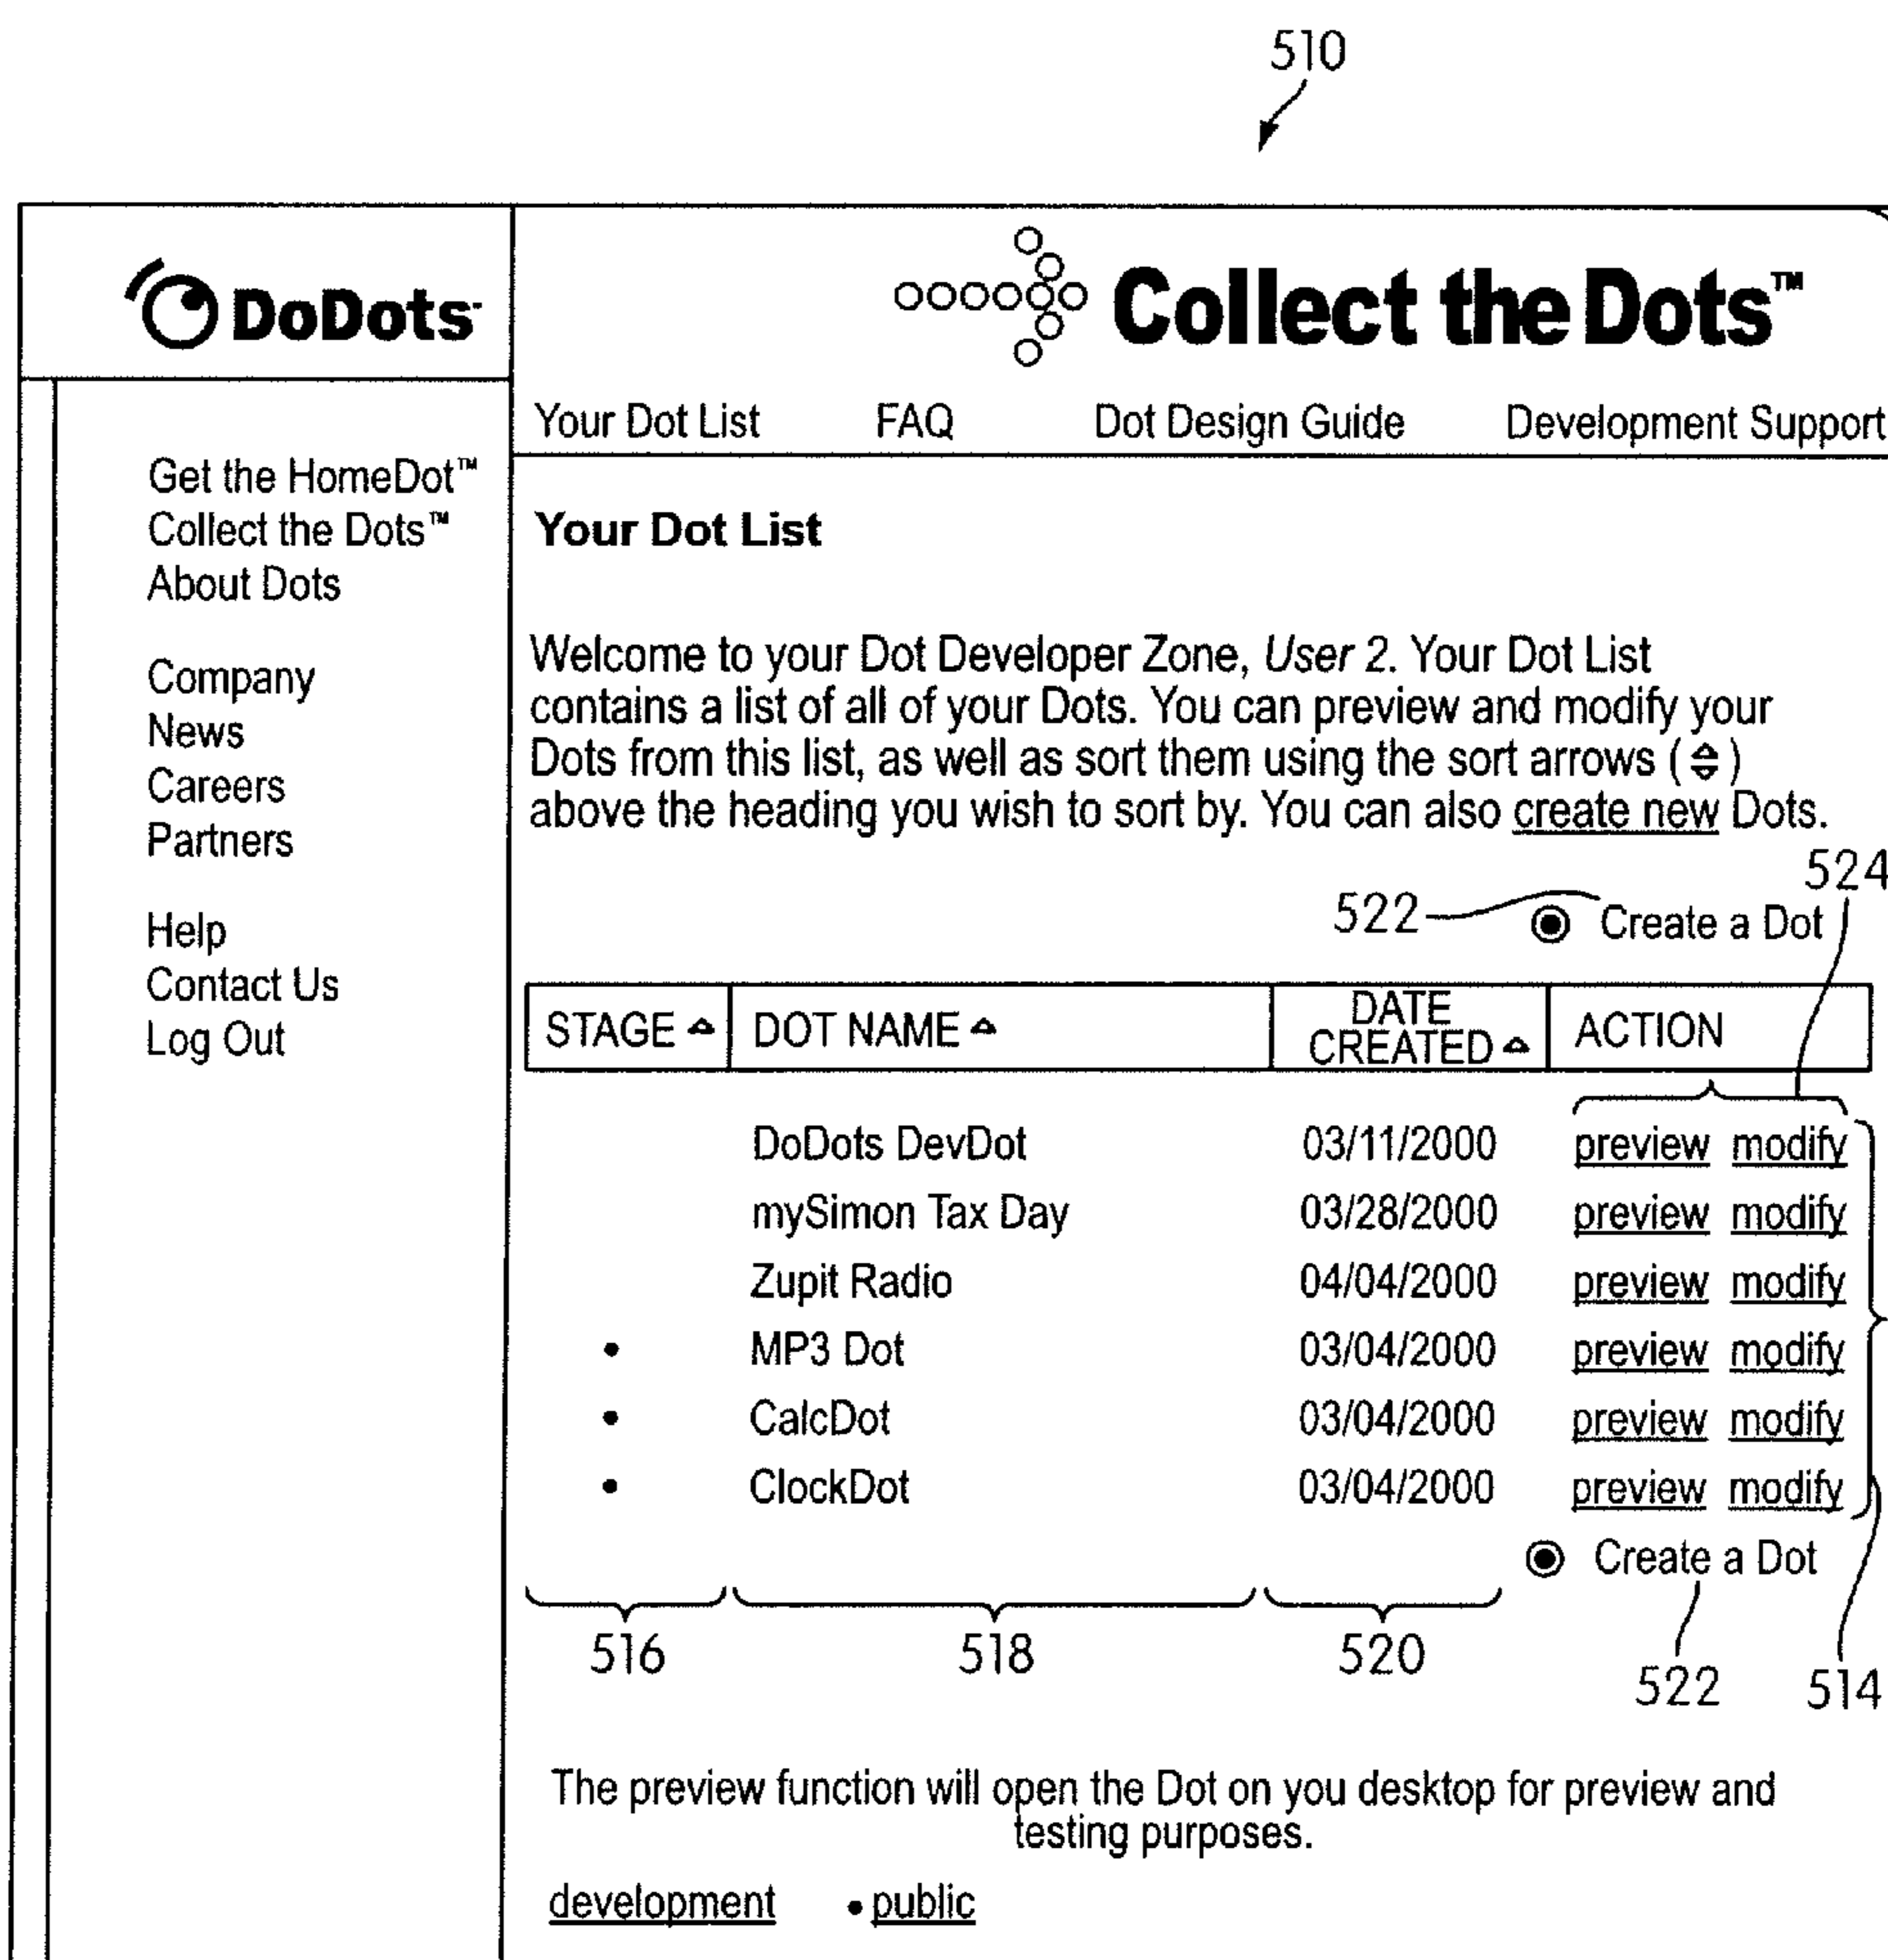 510
DoDots
Collect the Dots™
Your Dot List FAQ Dot Design Guide Development Support
Get the HomeDot™
Collect the Dots™
About Dots
Company
News
Careers
Partners
Help
Contact Us
Log Out
Your Dot List
Welcome to your Dot Developer Zone, User 2. Your Dot List
contains a list of all of your Dots. You can preview and modify your
Dots from this list, as well as sort them using the sort arrows ( )
above the heading you wish to sort by. You can also create new Dots.
524
522 Create a Dot
STAGE DOT NAME DATE CREATED ACTION
DoDots DevDot 03/11/2000 preview modify
mySimon Tax Day 03/28/2000 preview modify
Zupit Radio 04/04/2000 preview modify
• MP3 Dot 03/04/2000 preview modify
• CalcDot 03/04/2000 preview modify
• ClockDot 03/04/2000 preview modify
Create a Dot
516 518 520 522 514
The preview function will open the Dot on you desktop for preview and
testing purposes.
development • public